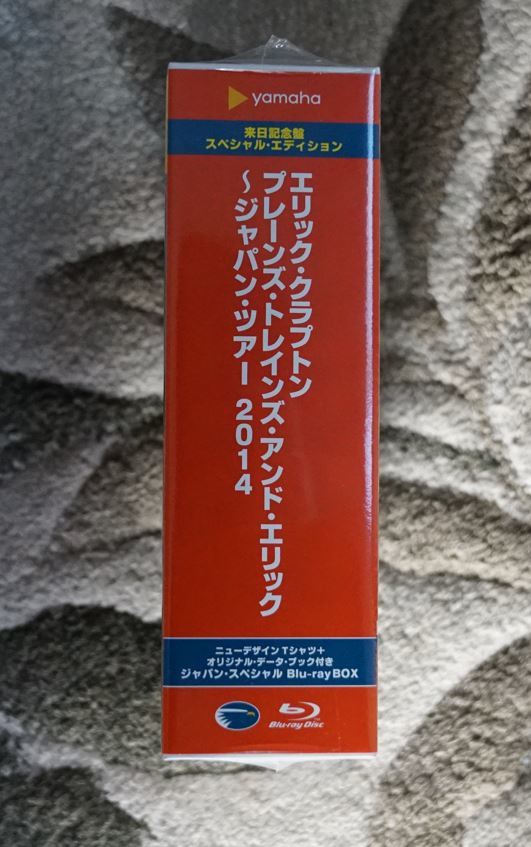 yamaha
来日記念盤
スペシャル・エディション
エリック・クラプトン
プレーンズ・トレインズ・アンド・エリック
〜ジャパン・ツアー 2014
ニューデザインTシャツ+
オリジナル・データ・ブック付き
ジャパン・スペシャル Blu-ray BOX
Blu-ray Disc